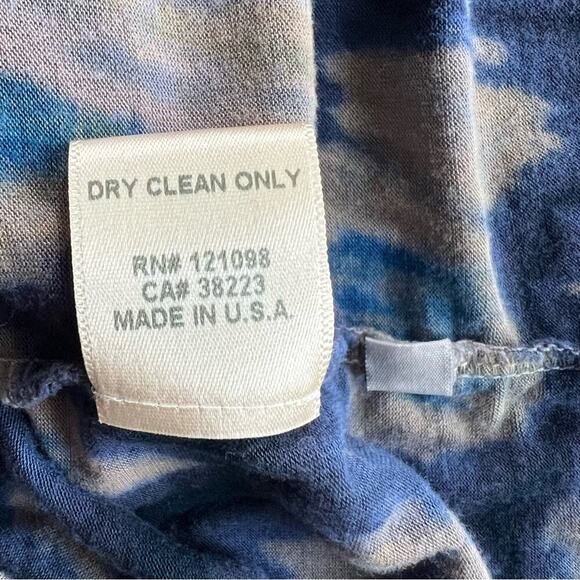 DRY CLEAN ONLY
RN# 121098
CA# 38223
MADE IN U.S.A.